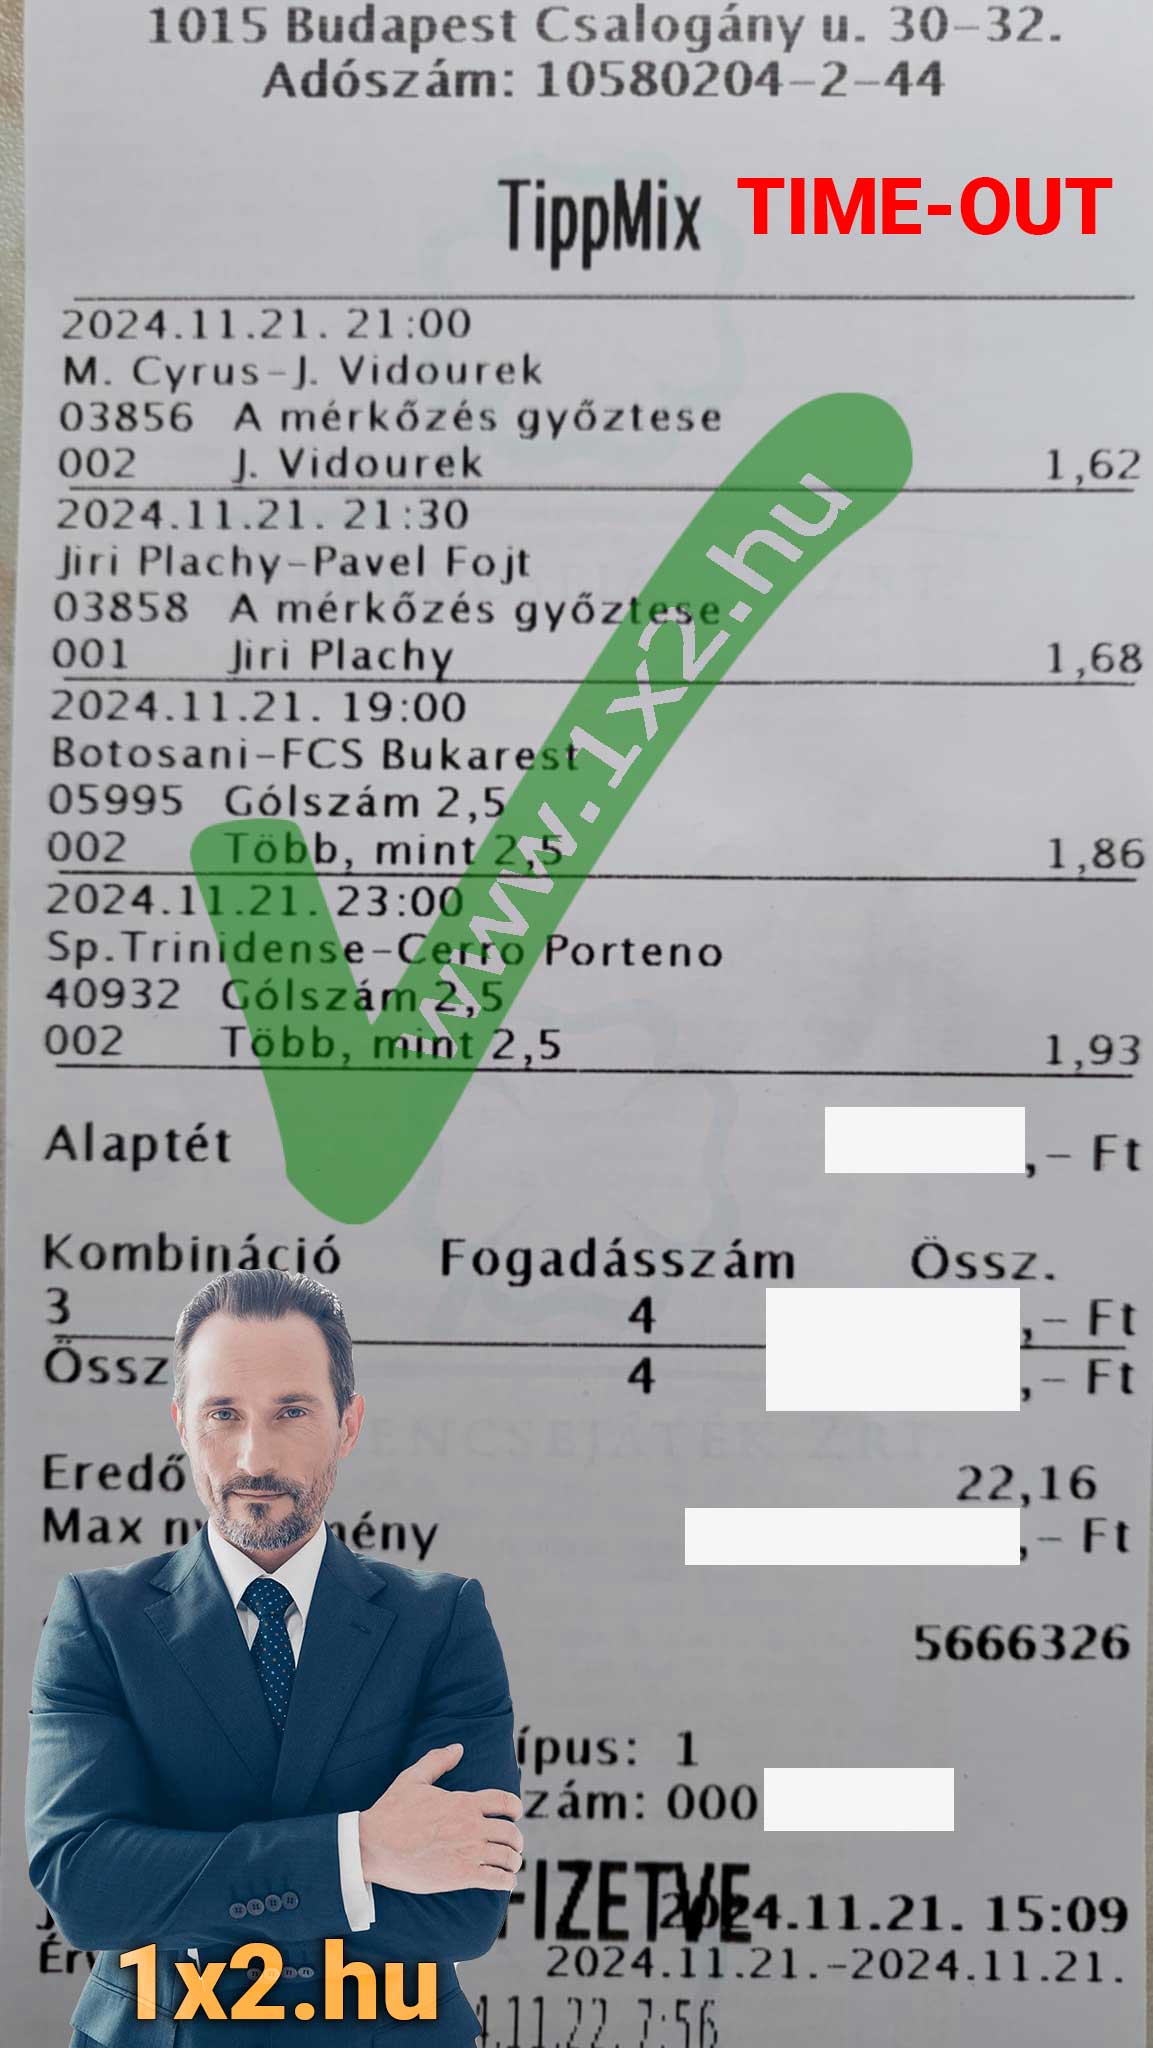 1015 Budapest Csalogány u. 30-32.
Adószám: 10580204-2-44
TippMix TIME-OUT
2024.11.21. 21:00
M. Cyrus-J. Vidourek
03856 A mérkőzés győztese
002 J. Vidourek 1,62
2024.11.21. 21:30
Jiri Plachy-Pavel Fojt
03858 A mérkőzés győztese
001 Jiri Plachy 1,68
2024.11.21. 19:00
Botosani-FCS Bukarest
05995 Gólszám 2,5
002 Több, mint 2,5 1,86
2024.11.21. 23:00
Sp.Trinidense-Cerro Porteno
40932 Gólszám 2,5
002 Több, mint 2,5 1,93
www.1x2.hu
Alaptét ,- Ft
Kombináció Fogadásszám Össz.
3 4 ,- Ft
Össz 4 ,- Ft
Eredő 22,16
Max ,- Ft
5666326
ípus: 1
zám: 000
FIZETVE 2024.11.21. 15:09
2024.11.21.-2024.11.21.
.11.22. 7:56
1x2.hu